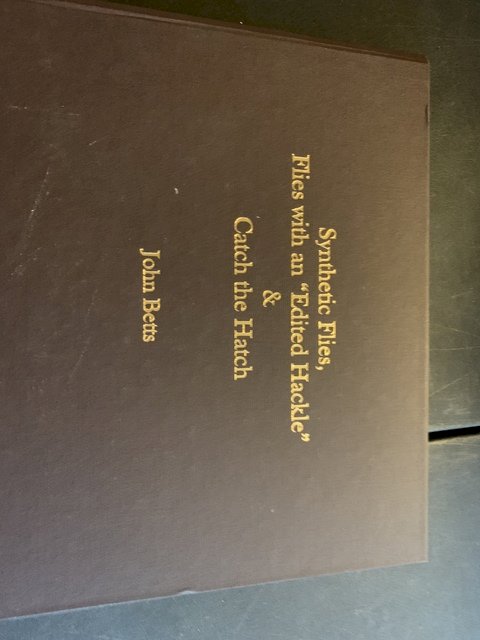 Synthetic Flies,
Flies with an “Edited Hackle”
&
Catch the Hatch
John Betts